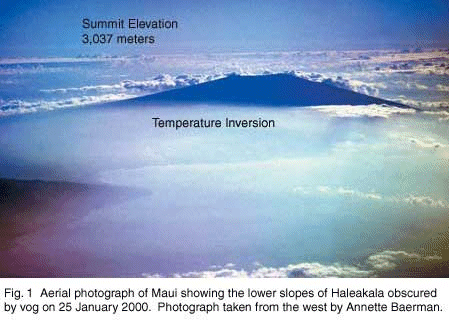 Summit Elevation
3,037 meters
Temperature Inversion
Fig. 1 Aerial photograph of Maui showing the lower slopes of Haleakala obscured
by vog on 25 January 2000. Photograph taken from the west by Annette Baerman.